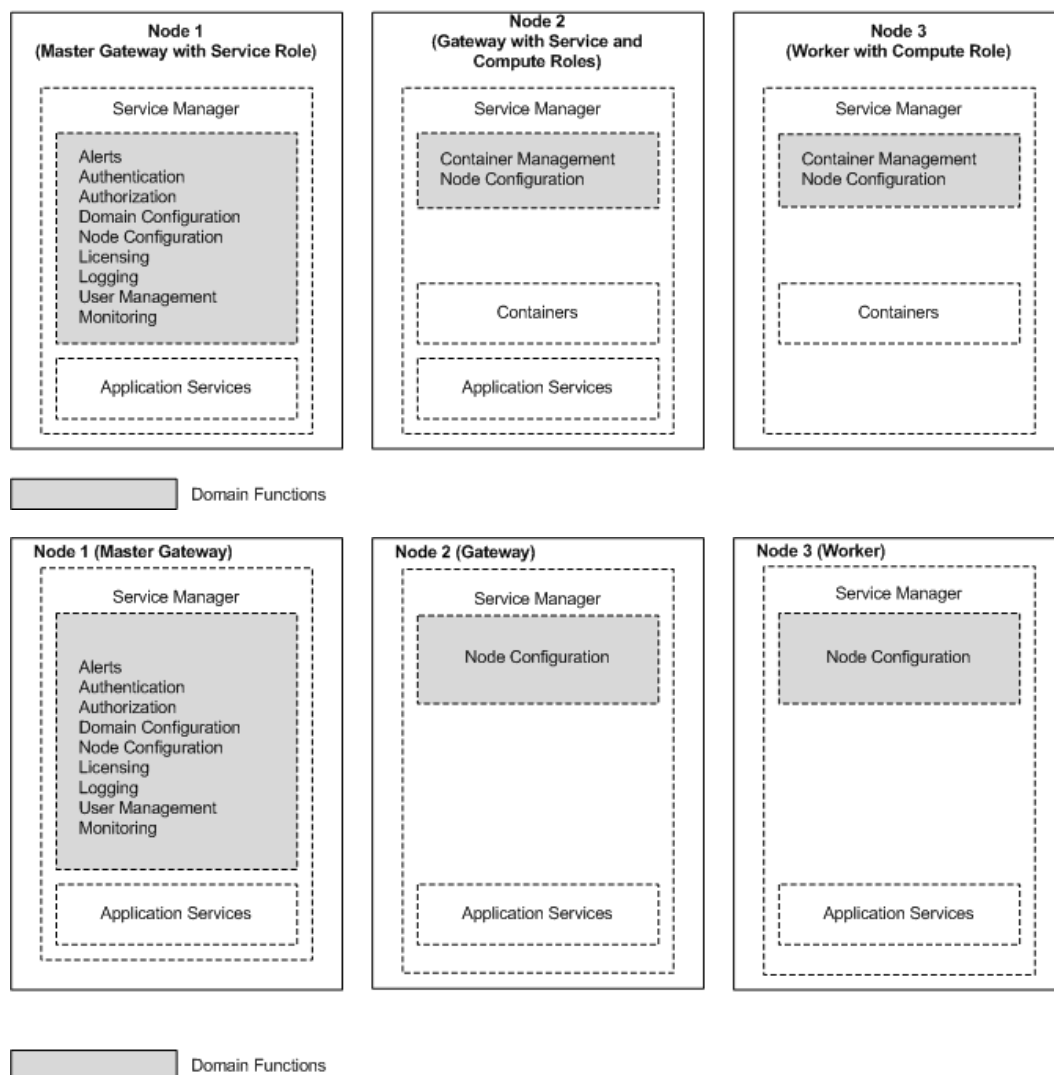 Node 1
(Master Gateway with Service Role)
Service Manager
Alerts
Authentication
Authorization
Domain Configuration
Node Configuration
Licensing
Logging
User Management
Monitoring
Application Services
Node 2
(Gateway with Service and
Compute Roles)
Service Manager
Container Management
Node Configuration
Containers
Application Services
Node 3
(Worker with Compute Role)
Service Manager
Container Management
Node Configuration
Containers
Domain Functions
Node 1 (Master Gateway)
Service Manager
Alerts
Authentication
Authorization
Domain Configuration
Node Configuration
Licensing
Logging
User Management
Monitoring
Application Services
Node 2 (Gateway)
Service Manager
Node Configuration
Application Services
Node 3 (Worker)
Service Manager
Node Configuration
Application Services
Domain Functions